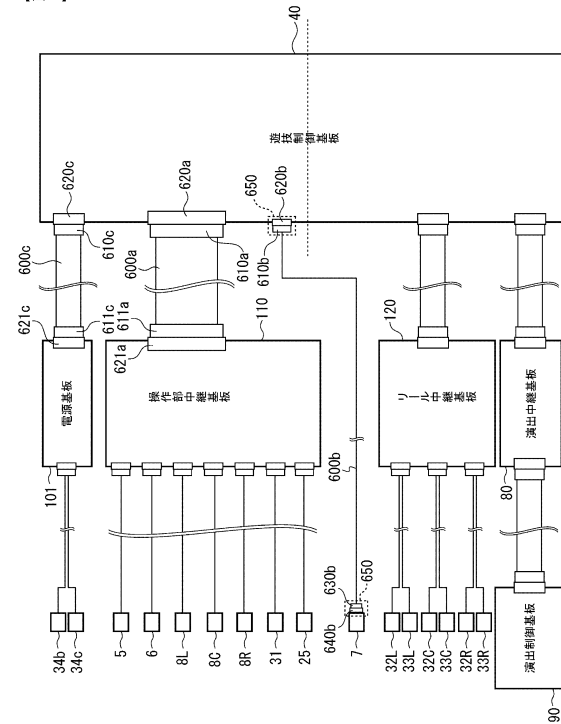 40
遊技制御基板
620c
620a
650
620b
610c
610a
610b
600c
600a
621c
611c
611a
621a
110
120
電源基板
操作部中継基板
リール中継基板
演出中継基板
101
600b
80
630b
650
640b
演出制御基板
34b
34c
5
6
8L
8C
8R
31
25
7
32L
33L
32C
33C
32R
33R
90